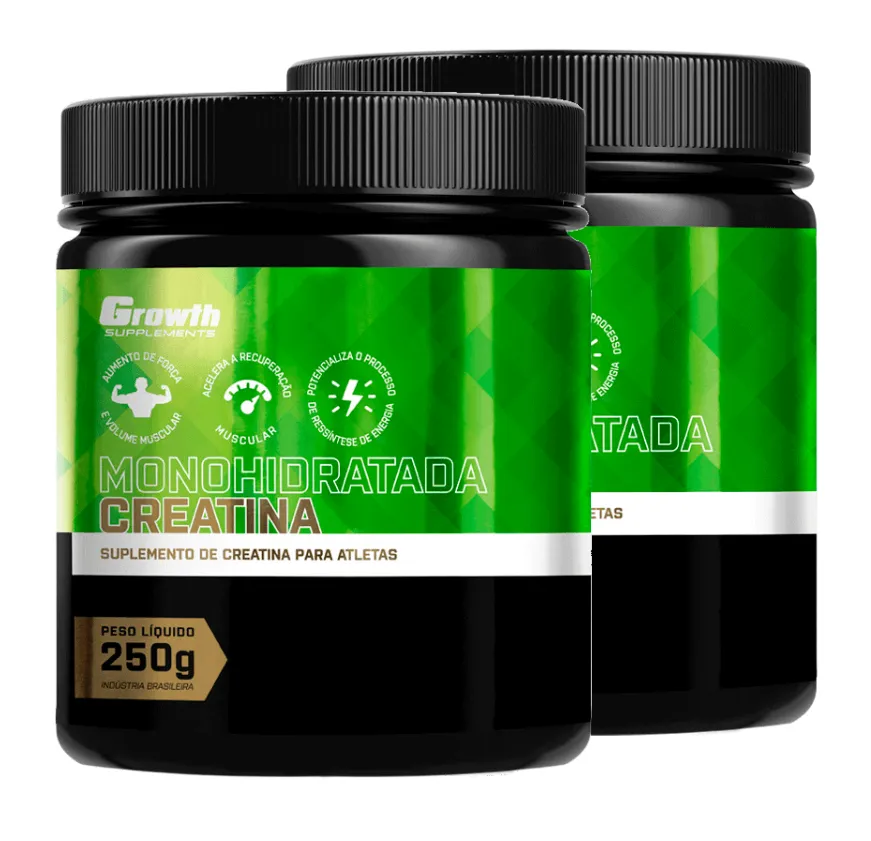 Growth
SUPPLEMENTS
AUMENTO DE FORÇA
E VOLUME MUSCULAR
ACELERA A RECUPERAÇÃO
MUSCULAR
POTENCIALIZA O PROCESSO
DE RESSÍNTESE DE ENERGIA
MONOHIDRATADA
CREATINA
SUPLEMENTO DE CREATINA PARA ATLETAS
PESO LÍQUIDO
250g
INDÚSTRIA BRASILEIRA
PROCESSO
DE ENERGIA
TADA
ETAS